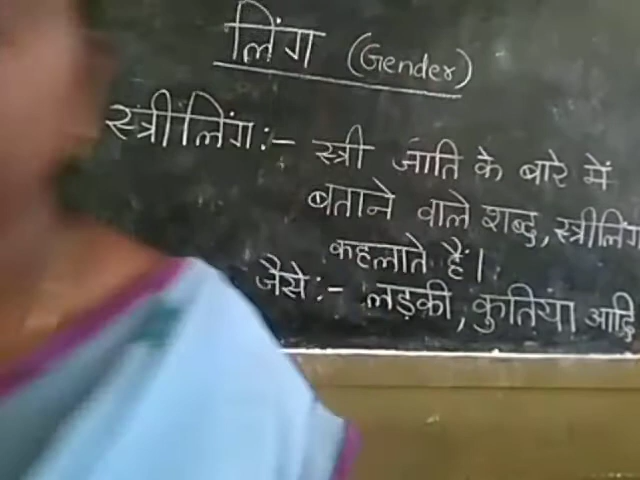 लिंग (Gender)
स्त्रीलिंग:- स्त्री जाति के बारे में
बताने वाले शब्द, स्त्रीलिंग
कहलाते हैं।
जैसे:- लड़की, कुतिया आदि